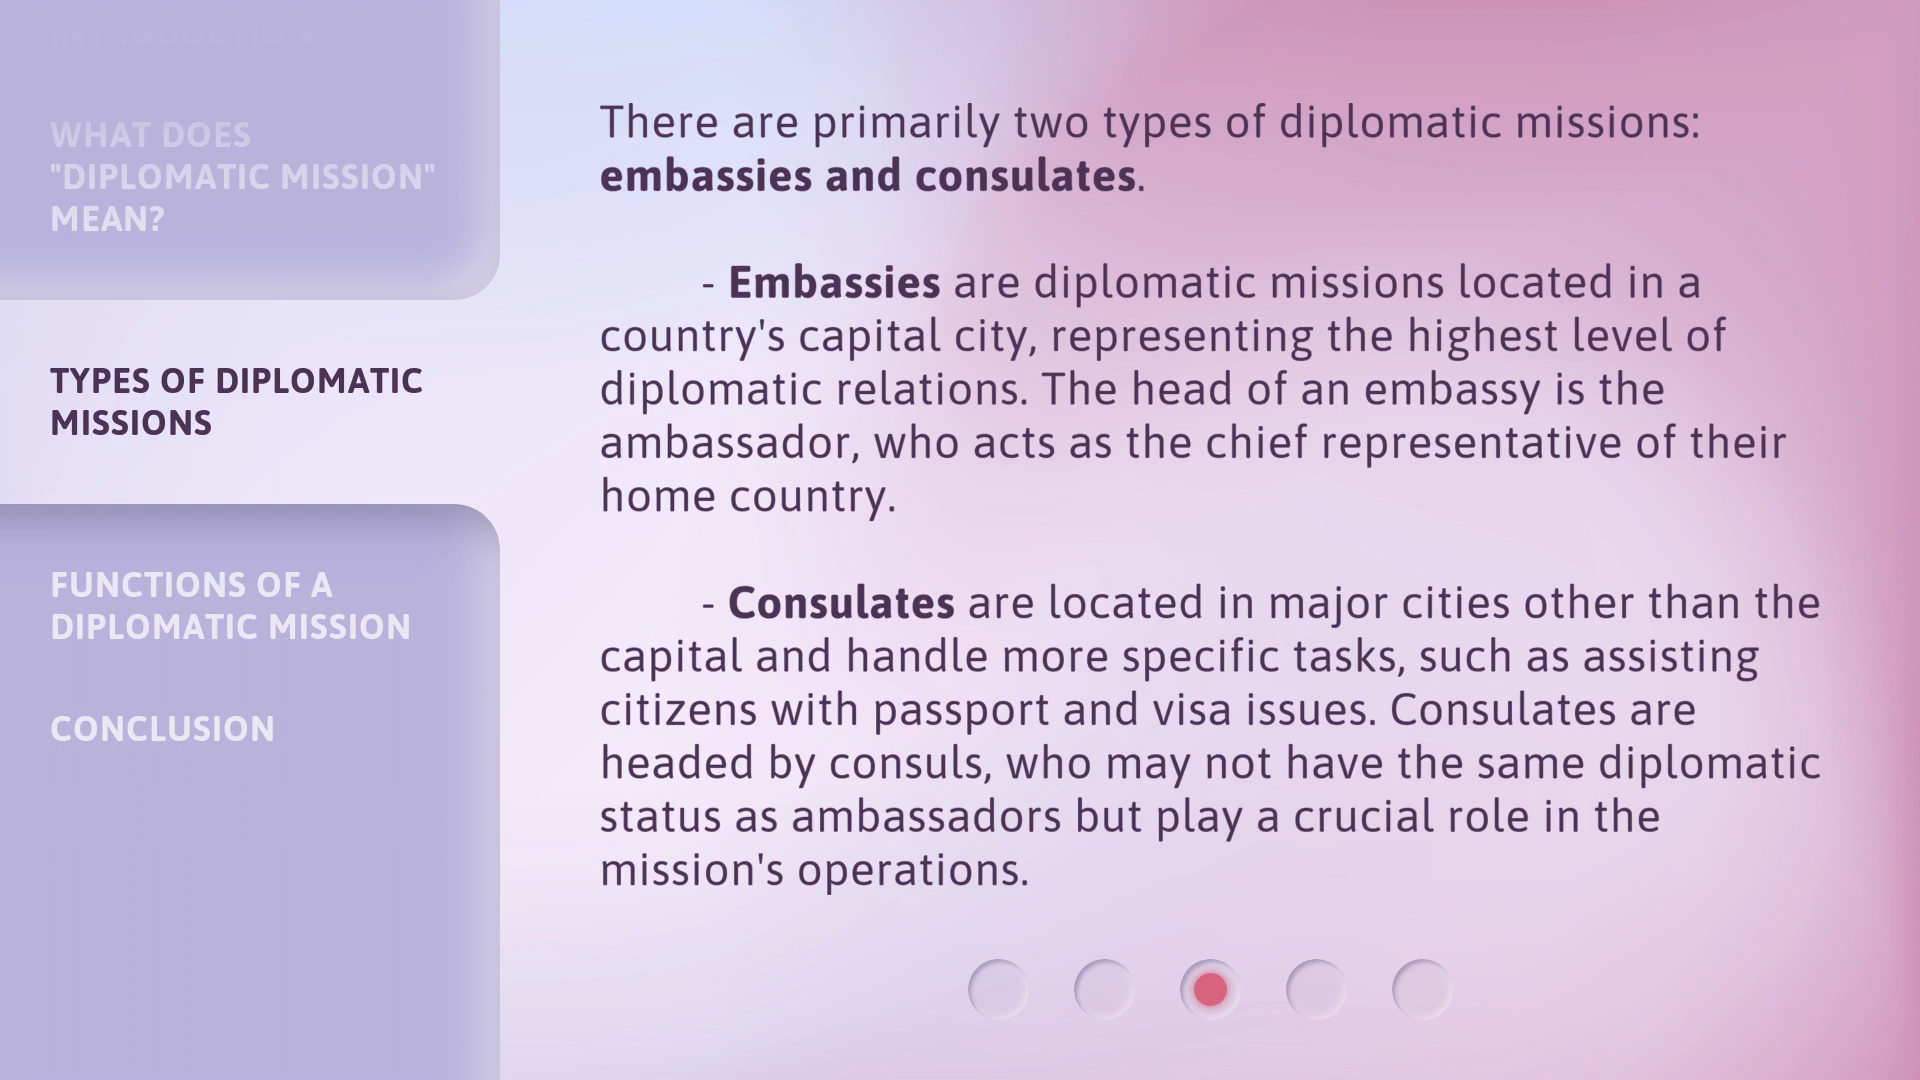 INTRODUCTION
WHAT DOES
"DIPLOMATIC MISSION"
MEAN?
TYPES OF DIPLOMATIC
MISSIONS
FUNCTIONS OF A
DIPLOMATIC MISSION
CONCLUSION
There are primarily two types of diplomatic missions:
embassies and consulates.
- Embassies are diplomatic missions located in a
country's capital city, representing the highest level of
diplomatic relations. The head of an embassy is the
ambassador, who acts as the chief representative of their
home country.
- Consulates are located in major cities other than the
capital and handle more specific tasks, such as assisting
citizens with passport and visa issues. Consulates are
headed by consuls, who may not have the same diplomatic
status as ambassadors but play a crucial role in the
mission's operations.